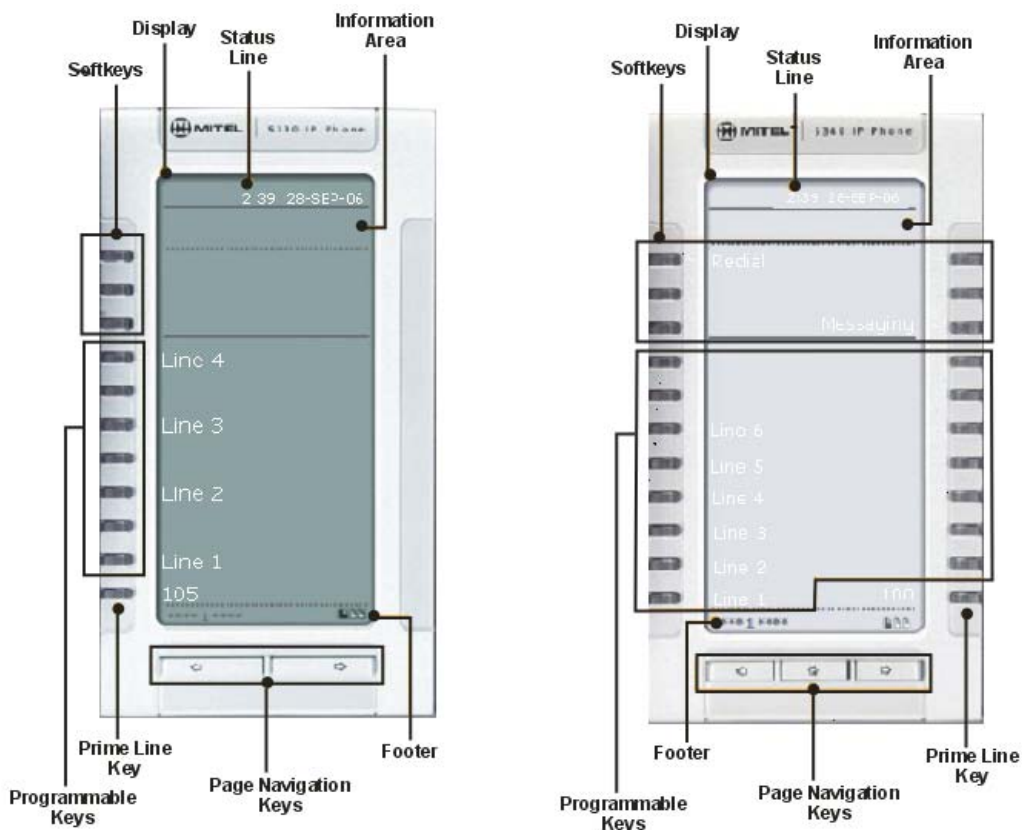 Display
Status
Line
Information
Area
Softkeys
MITEL IP Phone
2 39 28-SEP-06
Line 4
Line 3
Line 2
Line 1
105
1
Prime Line
Key
Programmable
Keys
Page Navigation
Keys
Footer
Display
Status
Line
Information
Area
Softkeys
MITEL IP Phone
Redial
Messaging
Line 6
Line 5
Line 4
Line 3
Line 2
Line 1 100
1
Footer
Programmable
Keys
Page Navigation
Keys
Prime Line
Key